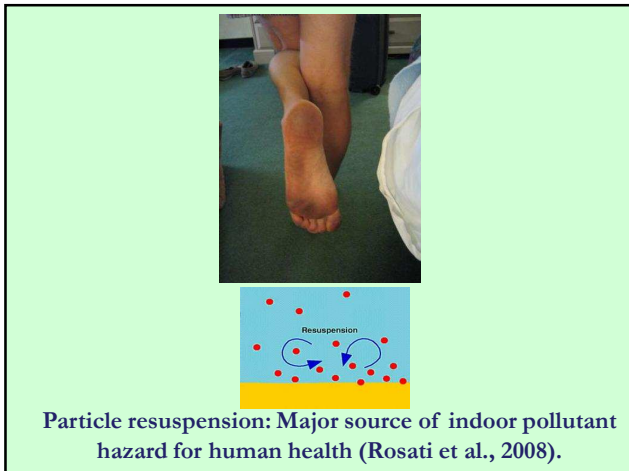 Resuspension
Particle resuspension: Major source of indoor pollutant
hazard for human health (Rosati et al., 2008).